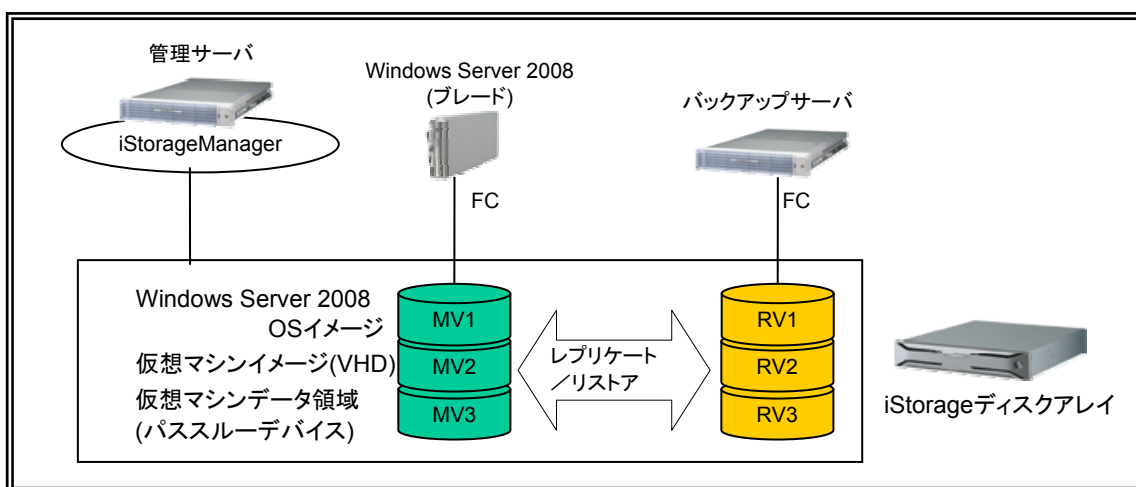 管理サーバ
iStorageManager
Windows Server 2008
(ブレード)
バックアップサーバ
FC
FC
Windows Server 2008
OSイメージ
仮想マシンイメージ(VHD)
仮想マシンデータ領域
(パススルーデバイス)
MV1
MV2
MV3
レプリケート
／リストア
RV1
RV2
RV3
iStorageディスクアレイ